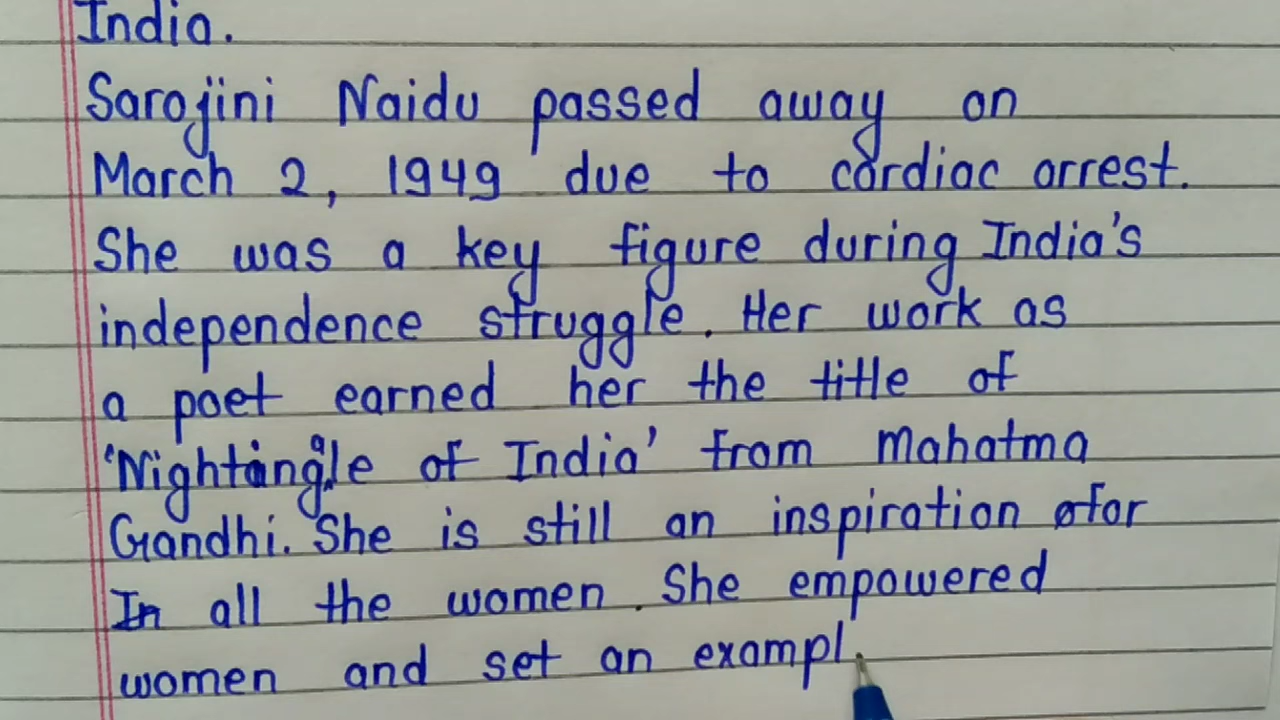 India.
Sarojini Naidu passed away on
March 2, 1949 due to cardiac arrest.
She was a key figure during India's
independence struggle. Her work as
a poet earned her the title of
'Nightingale of India' from Mahatma
Gandhi. She is still an inspiration for
In all the women. She empowered
women and set an exampl